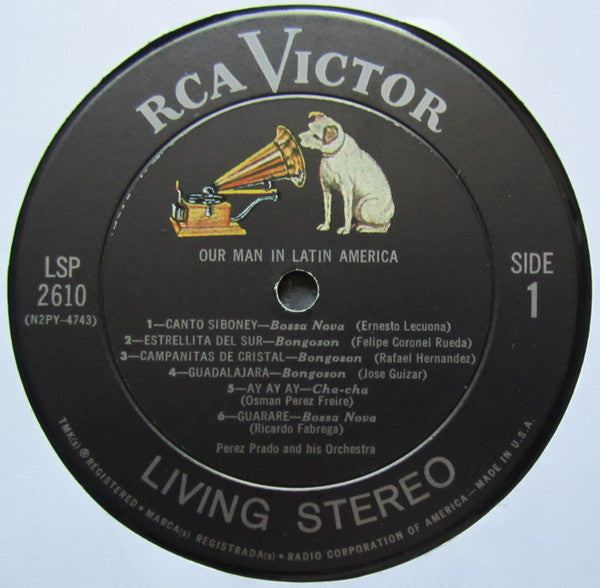 RCA VICTOR
OUR MAN IN LATIN AMERICA
LSP
2610
(N2PY-4743)
SIDE
1
1—CANTO SIBONEY—Bossa Nova (Ernesto Lecuona)
2—ESTRELLITA DEL SUR—Bongoson (Felipe Coronel Rueda)
3—CAMPANITAS DE CRISTAL—Bongoson (Rafael Hernandez)
4—GUADALAJARA—Bongoson (Jose Guizar)
5—AY AY AY—Cha-cha
(Osman Perez Freire)
6—GUARARE—Bossa Nova
(Ricardo Fabrega)
Perez Prado and his Orchestra
LIVING STEREO
TMK(s) ® REGISTERED • MARCA(s) REGISTRADA(s) • RADIO CORPORATION OF AMERICA—MADE IN U.S.A.